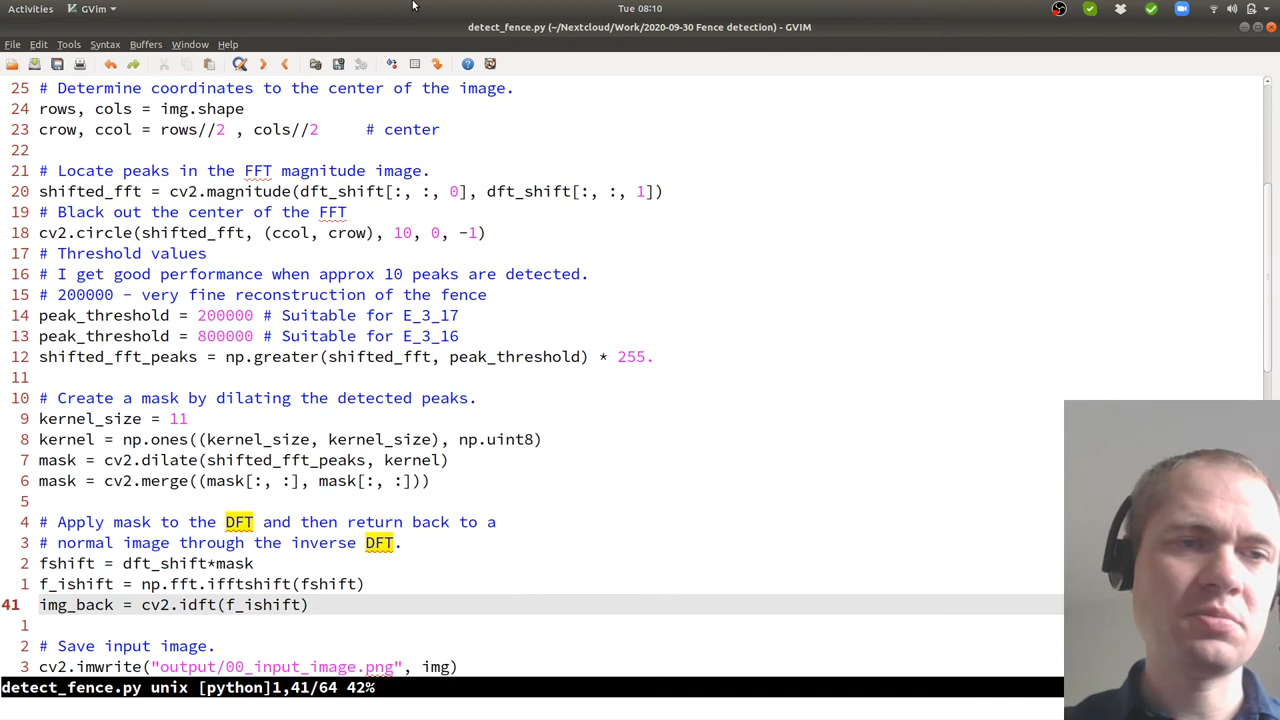 Activities GVim Tue 08:10
detect_fence.py (~/Nextcloud/Work/2020-09-30 Fence detection) - GVIM
File Edit Tools Syntax Buffers Window Help
25 # Determine coordinates to the center of the image.
24 rows, cols = img.shape
23 crow, ccol = rows//2 , cols//2     # center
22
21 # Locate peaks in the FFT magnitude image.
20 shifted_fft = cv2.magnitude(dft_shift[:, :, 0], dft_shift[:, :, 1])
19 # Black out the center of the FFT
18 cv2.circle(shifted_fft, (ccol, crow), 10, 0, -1)
17 # Threshold values
16 # I get good performance when approx 10 peaks are detected.
15 # 200000 - very fine reconstruction of the fence
14 peak_threshold = 200000 # Suitable for E_3_17
13 peak_threshold = 800000 # Suitable for E_3_16
12 shifted_fft_peaks = np.greater(shifted_fft, peak_threshold) * 255.
11
10 # Create a mask by dilating the detected peaks.
9 kernel_size = 11
8 kernel = np.ones((kernel_size, kernel_size), np.uint8)
7 mask = cv2.dilate(shifted_fft_peaks, kernel)
6 mask = cv2.merge((mask[:, :], mask[:, :]))
5
4 # Apply mask to the DFT and then return back to a
3 # normal image through the inverse DFT.
2 fshift = dft_shift*mask
1 f_ishift = np.fft.ifftshift(fshift)
41 img_back = cv2.idft(f_ishift)
1
2 # Save input image.
3 cv2.imwrite("output/00_input_image.png", img)
detect_fence.py unix [python]1,41/64 42%